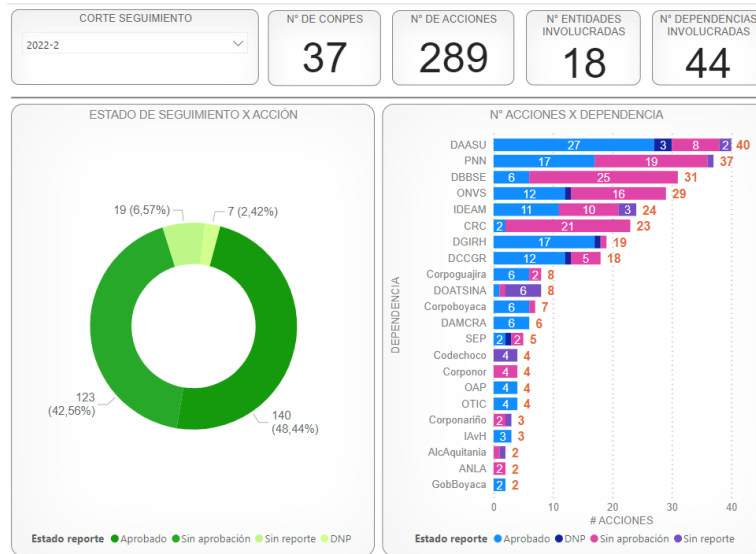 CORTE SEGUIMIENTO
2022-2
N° DE CONPES
37
N° DE ACCIONES
289
N° ENTIDADES
INVOLUCRADAS
18
N° DEPENDENCIAS
INVOLUCRADAS
44
ESTADO DE SEGUIMIENTO X ACCIÓN
19 (6,57%)
7 (2,42%)
123
(42,56%)
140
(48,44%)
Estado reporte Aprobado Sin aprobación Sin reporte DNP
N° ACCIONES X DEPENDENCIA
DEPENDENCIA
DAASU 27 3 8 2 40
PNN 17 19 37
DBBSE 6 25 31
ONVS 12 16 29
IDEAM 11 10 3 24
CRC 2 21 23
DGIRH 17 19
DCCGR 12 5 18
Corpoguajira 6 2 8
DOATSINA 6 8
Corpoboyaca 6 7
DAMCRA 6 6
SEP 2 2 5
Codechoco 4 4
Corponor 4 4
OAP 4 4
OTIC 4 4
Corponariño 2 3
IAvH 3 3
AlcAquitania 2
ANLA 2 2
GobBoyaca 2 2
0 10 20 30 40
# ACCIONES
Estado reporte Aprobado DNP Sin aprobación Sin reporte